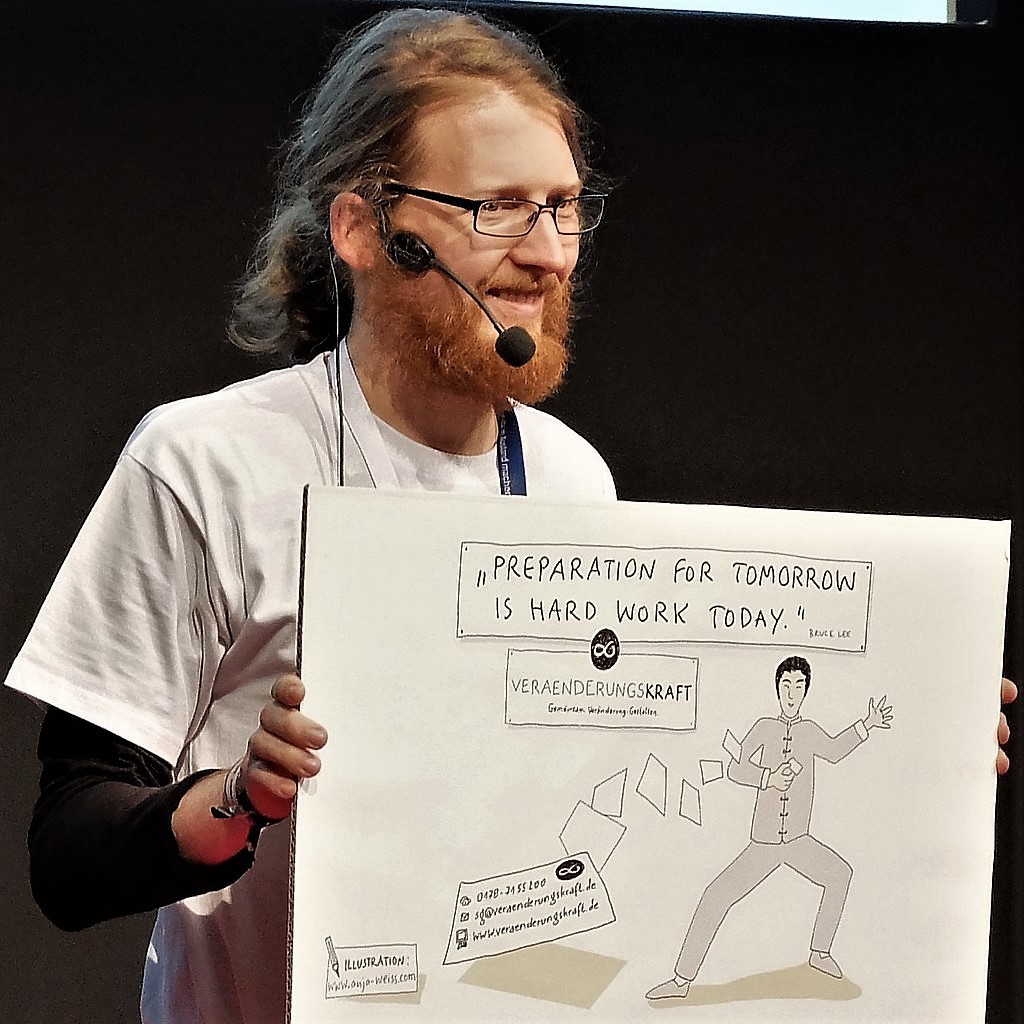 „PREPARATION FOR TOMORROW
IS HARD WORK TODAY."
BRUCE LEE
VERAENDERUNGSKRAFT
Gemeinsam. Veränderung. Gestalten.
0178-7155200
sg@veraenderungskraft.de
www.veraenderungskraft.de
ILLUSTRATION:
www.anja-weiss.com